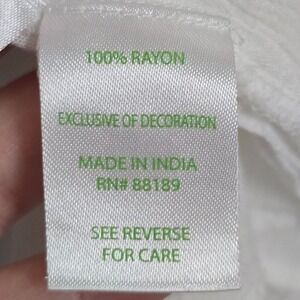 100% RAYON
EXCLUSIVE OF DECORATION
MADE IN INDIA
RN# 88189
SEE REVERSE
FOR CARE